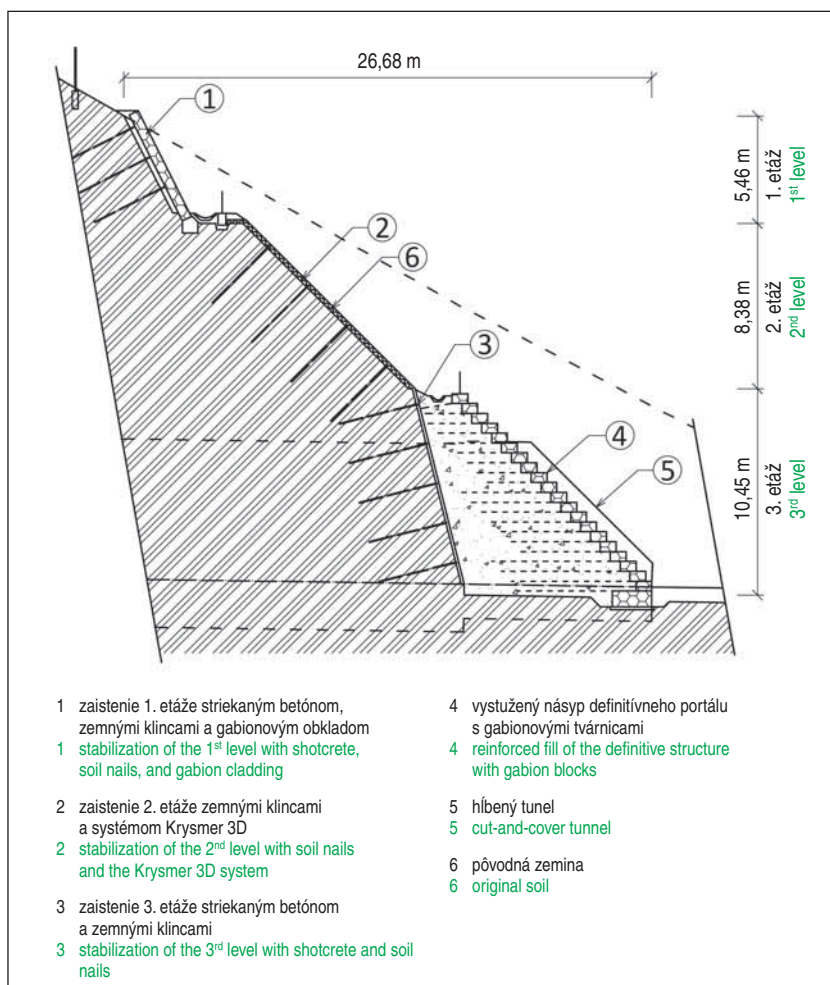 26,68 m
1
5,46 m
1. etáž
1st level
2
6
8,38 m
2. etáž
2nd level
3
4
5
10,45 m
3. etáž
3rd level
1 zaistenie 1. etáže striekaným betónom,
zemnými klincami a gabionovým obkladom
1 stabilization of the 1st level with shotcrete,
soil nails, and gabion cladding
2 zaistenie 2. etáže zemnými klincami
a systémom Krysmer 3D
2 stabilization of the 2nd level with soil nails
and the Krysmer 3D system
3 zaistenie 3. etáže striekaným betónom
a zemnými klincami
3 stabilization of the 3rd level with shotcrete and soil
nails
4 vystužený násyp definitívneho portálu
s gabionovými tvárnicami
4 reinforced fill of the definitive structure
with gabion blocks
5 hĺbený tunel
5 cut-and-cover tunnel
6 pôvodná zemina
6 original soil